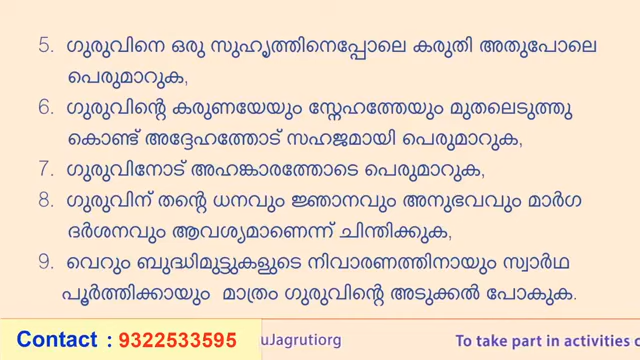 5. ഗുരുവിനെ ഒരു സുഹൃത്തിനെപ്പോലെ കരുതി അതുപോലെ
പെരുമാറുക,
6. ഗുരുവിന്റെ കരുണയേയും സ്നേഹത്തേയും മുതലെടുത്തു
കൊണ്ട് അദ്ദേഹത്തോട് സഹജമായി പെരുമാറുക,
7. ഗുരുവിനോട് അഹങ്കാരത്തോടെ പെരുമാറുക,
8. ഗുരുവിന് തന്റെ ധനവും ജ്ഞാനവും അനുഭവവും മാർഗ
ദർശനവും ആവശ്യമാണെന്ന് ചിന്തിക്കുക,
9. വെറും ബുദ്ധിമുട്ടുകളുടെ നിവാരണത്തിനായും സ്വാർഥ
പൂർത്തിക്കായും മാത്രം ഗുരുവിന്റെ അടുക്കൽ പോകുക.
Contact : 9322533595 uJagrutiorg To take part in activities o